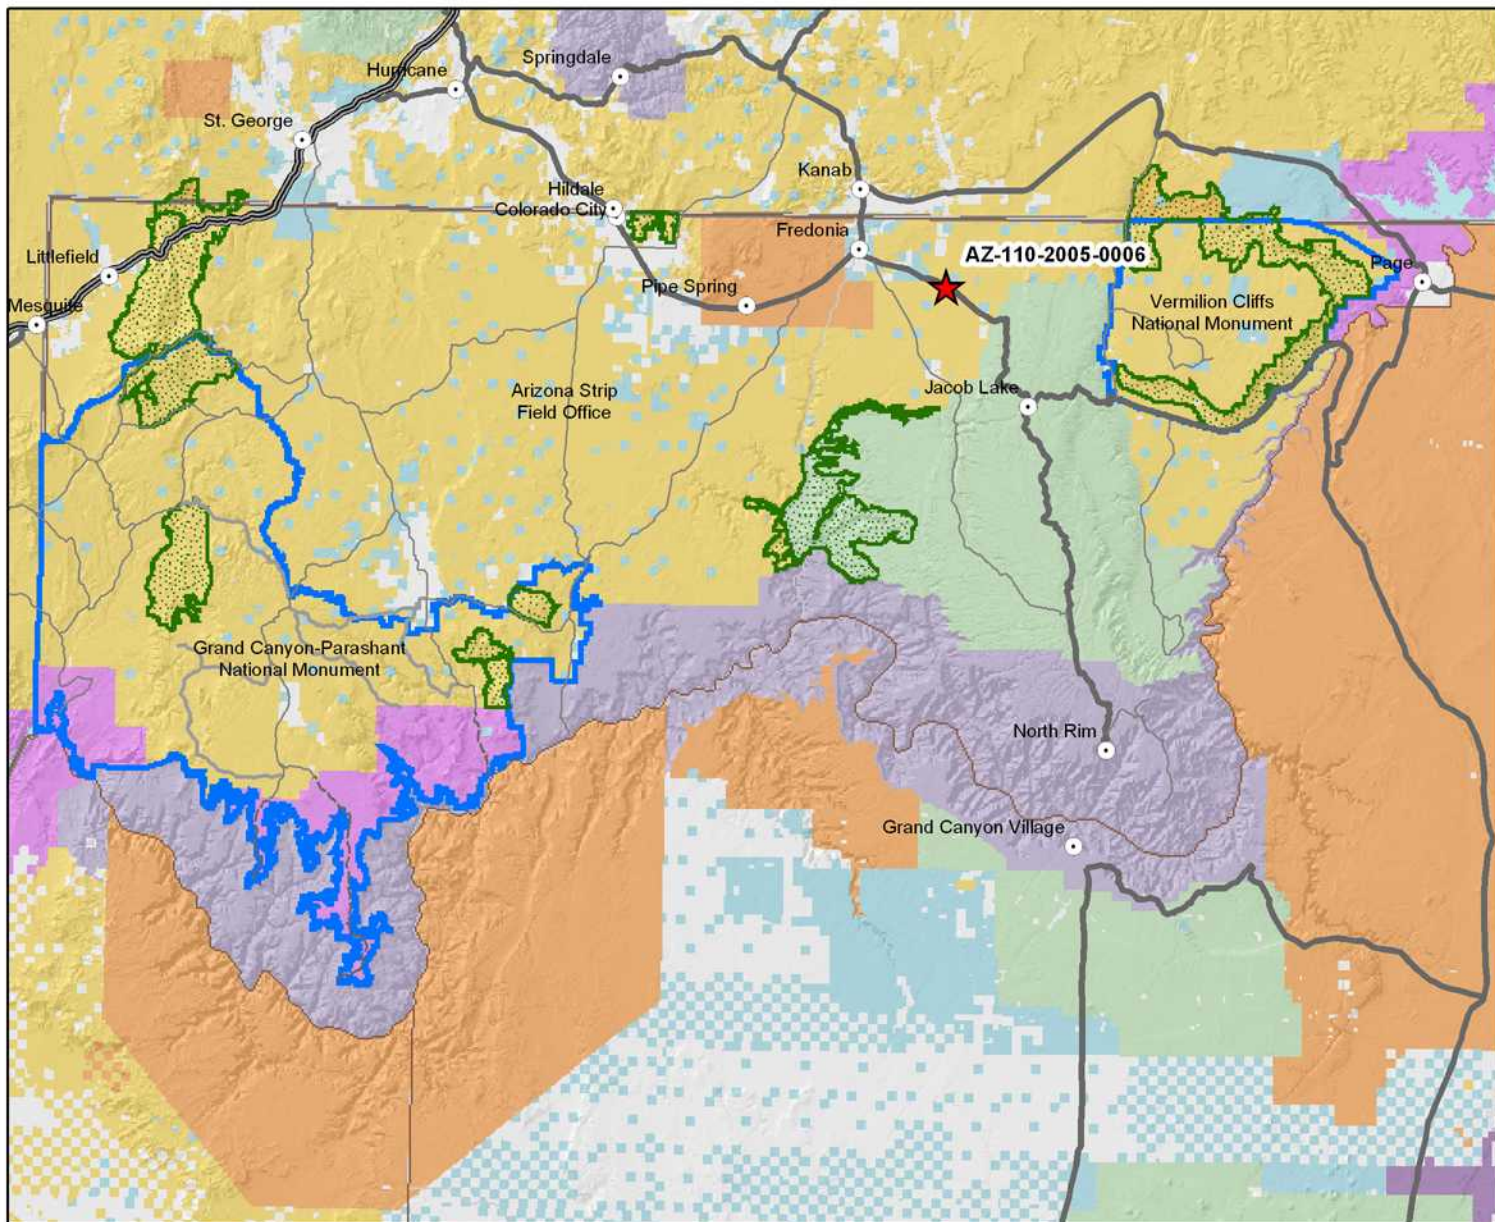 Springdale
Hurricane
St. George
Kanab
Hildale
Colorado City
Fredonia
AZ-110-2005-0006
Littlefield
Page
Pipe Spring
Mesquite
Vermilion Cliffs
National Monument
Arizona Strip
Field Office
Jacob Lake
Grand Canyon-Parashant
National Monument
North Rim
Grand Canyon Village